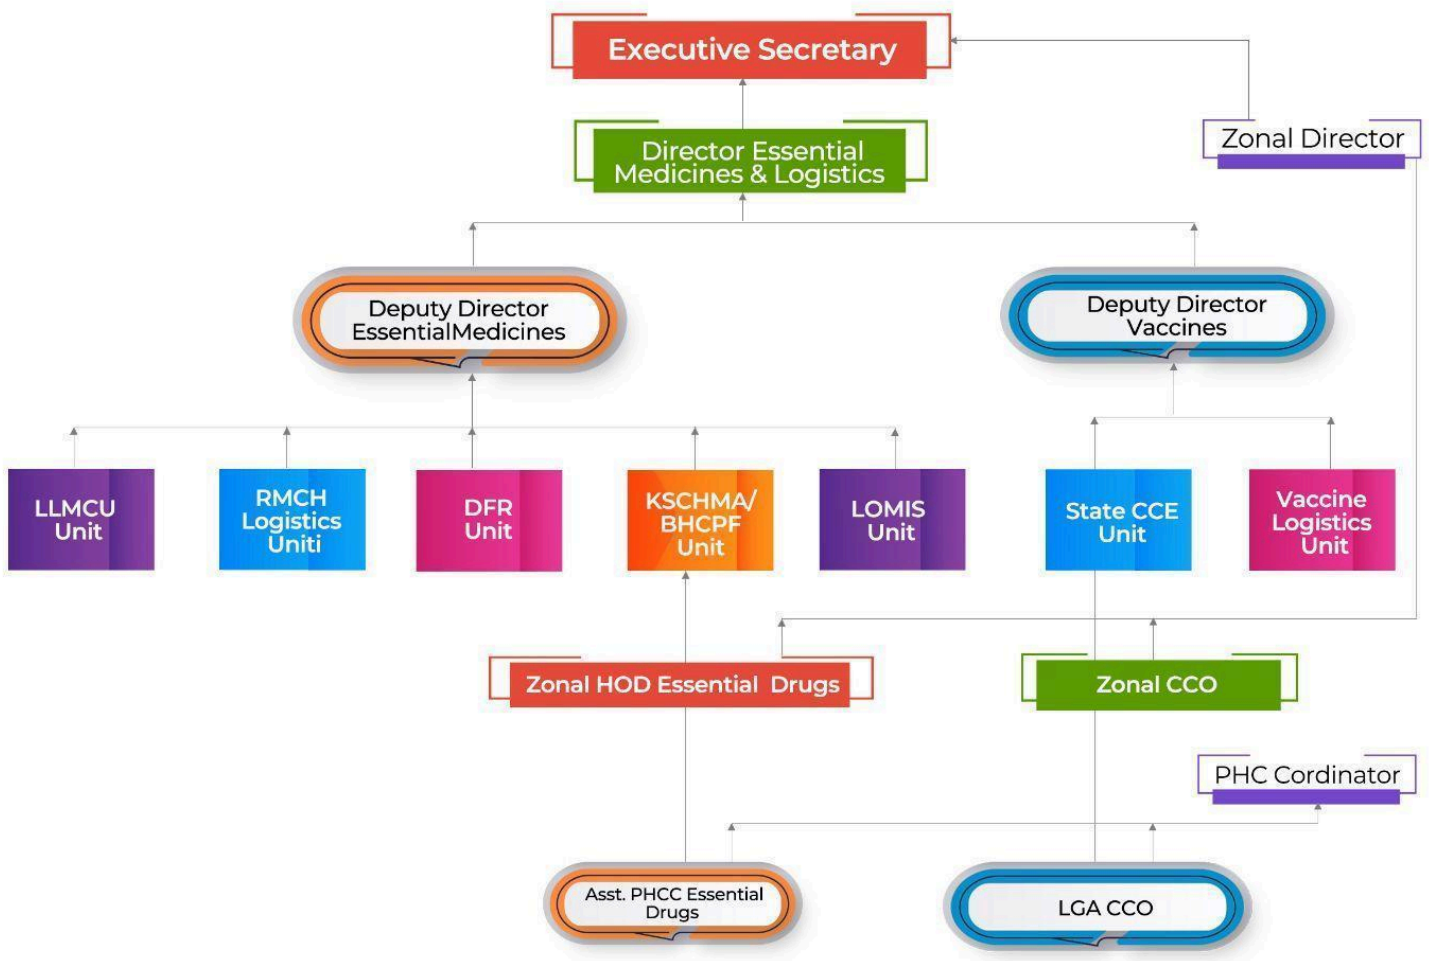 Executive Secretary
Zonal Director
Director Essential
Medicines & Logistics
Deputy Director
EssentialMedicines
Deputy Director
Vaccines
LLMCU
Unit
RMCH
Logistics
Uniti
DFR
Unit
KSCHMA/
BHCPF
Unit
LOMIS
Unit
State CCE
Unit
Vaccine
Logistics
Unit
Zonal HOD Essential Drugs
Zonal CCO
PHC Cordinator
Asst. PHCC Essential
Drugs
LGA CCO